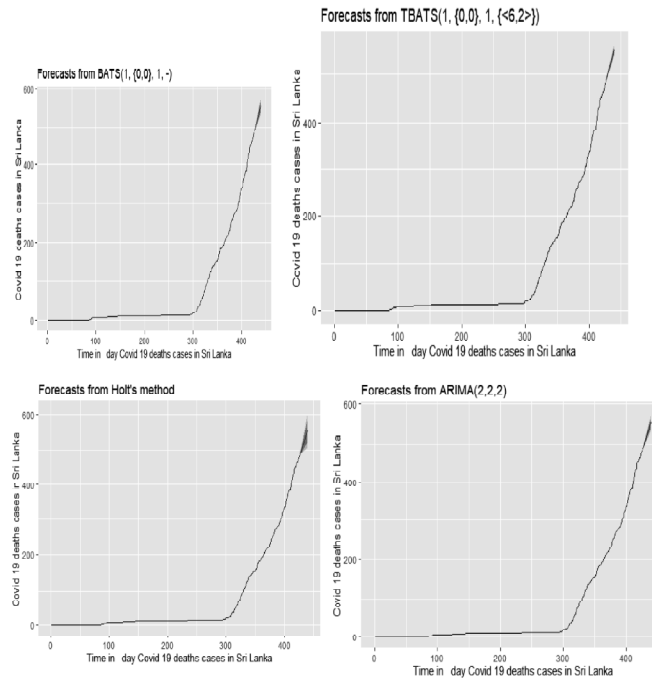 Forecasts from BATS(1, {0,0}, 1, -)
Covid 19 deaths cases in Sri Lanka
600
400
200
0
0 100 200 300 400
Time in day Covid 19 deaths cases in Sri Lanka
Forecasts from TBATS(1, {0,0}, 1, {<6,2>})
Covid 19 deaths cases in Sri Lanka
400
200
0
0 100 200 300 400
Time in day Covid 19 deaths cases in Sri Lanka
Forecasts from Holt's method
Covid 19 deaths cases ir Sri Lanka
600
400
200
0
0 100 200 300 400
Time in day Covid 19 deaths cases in Sri Lanka
Forecasts from ARIMA(2,2,2)
Covid 19 deaths cases in Sri Lanka
600
400
200
0
0 100 200 300 400
Time in day Covid 19 deaths cases in Sri Lanka